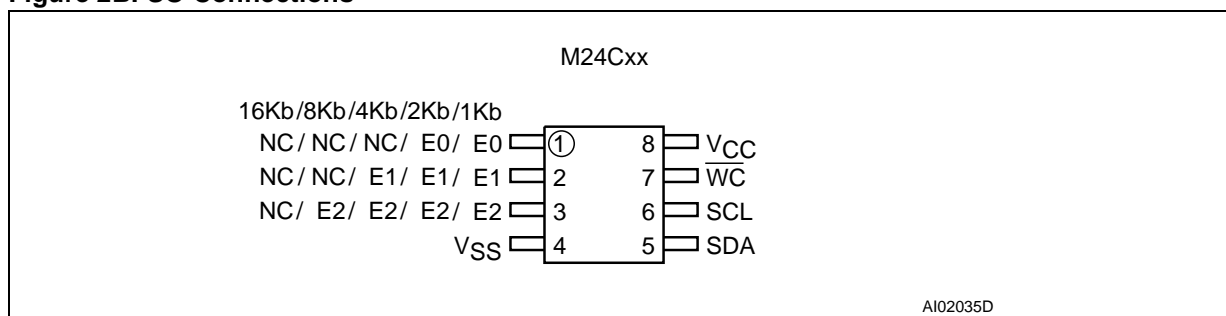 M24Cxx
16Kb/8Kb/4Kb/2Kb/1Kb
NC/ NC/ NC/ E0/ E0 1 8 VCC
NC/ NC/ E1/ E1/ E1 2 7 WC
NC/ E2/ E2/ E2/ E2 3 6 SCL
VSS 4 5 SDA
AI02035D